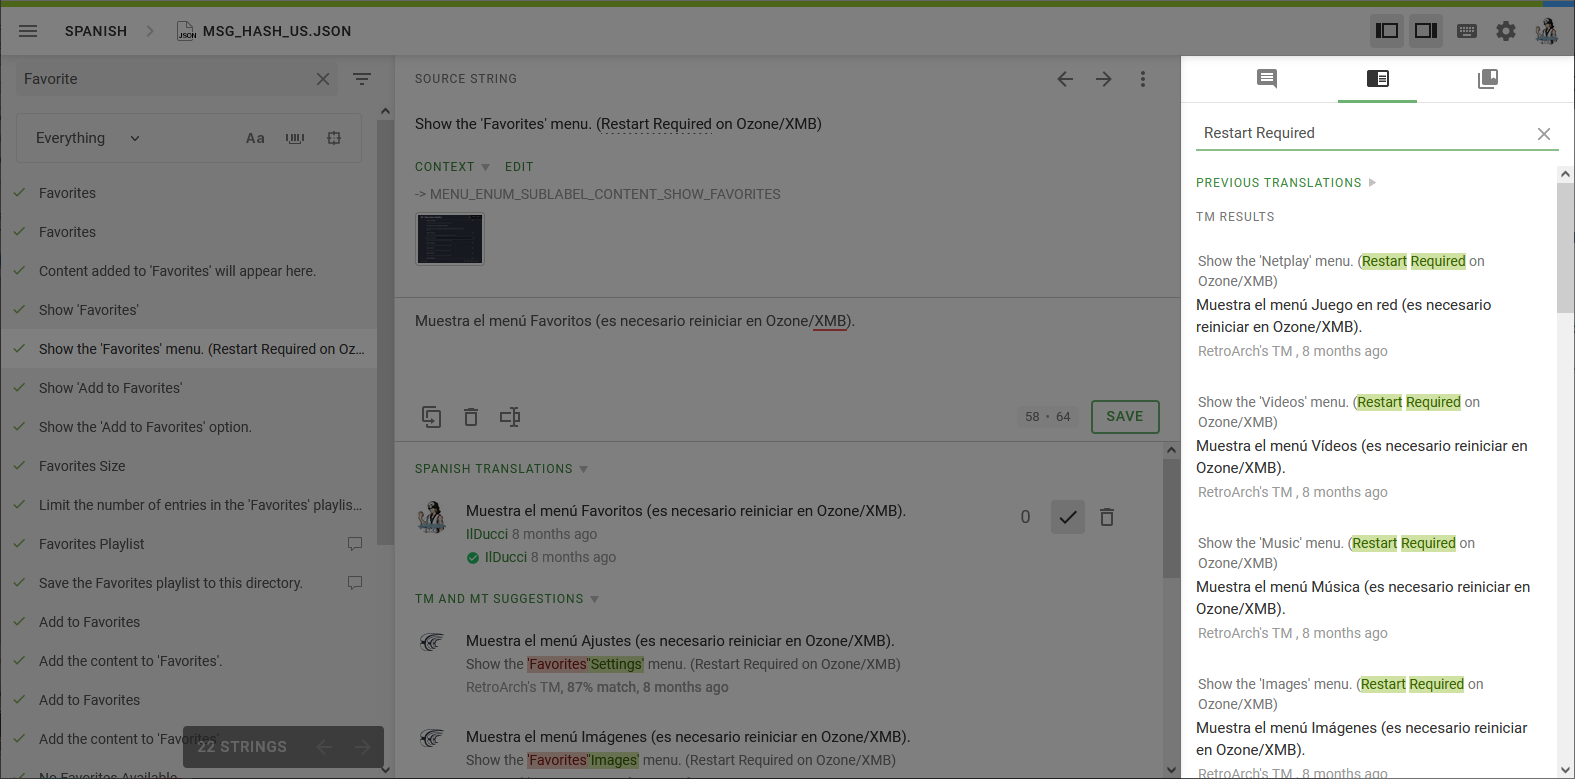 SPANISH
JSON
MSG_HASH_US.JSON
Favorite
Everything
Aa
Favorites
Favorites
Content added to 'Favorites' will appear here.
Show 'Favorites'
Show the 'Favorites' menu. (Restart Required on Oz...
Show 'Add to Favorites'
Show the 'Add to Favorites' option.
Favorites Size
Limit the number of entries in the 'Favorites' playlis...
Favorites Playlist
Save the Favorites playlist to this directory.
Add to Favorites
Add the content to 'Favorites'.
Add to Favorites
Add the content to 'Favorites'.
No Favorites Available
22 STRINGS
SOURCE STRING
Show the 'Favorites' menu. (Restart Required on Ozone/XMB)
CONTEXT EDIT
-> MENU_ENUM_SUBLABEL_CONTENT_SHOW_FAVORITES
Muestra el menú Favoritos (es necesario reiniciar en Ozone/XMB).
58 • 64
SAVE
SPANISH TRANSLATIONS
Muestra el menú Favoritos (es necesario reiniciar en Ozone/XMB).
0
IlDucci 8 months ago
IlDucci 8 months ago
TM AND MT SUGGESTIONS
Muestra el menú Ajustes (es necesario reiniciar en Ozone/XMB).
Show the 'Favorites''Settings' menu. (Restart Required on Ozone/XMB)
RetroArch's TM, 87% match, 8 months ago
Muestra el menú Imágenes (es necesario reiniciar en Ozone/XMB).
Show the 'Favorites''Images' menu. (Restart Required on Ozone/XMB)
Restart Required
PREVIOUS TRANSLATIONS
TM RESULTS
Show the 'Netplay' menu. (Restart Required on
Ozone/XMB)
Muestra el menú Juego en red (es necesario
reiniciar en Ozone/XMB).
RetroArch's TM , 8 months ago
Show the 'Videos' menu. (Restart Required on
Ozone/XMB)
Muestra el menú Vídeos (es necesario reiniciar en
Ozone/XMB).
RetroArch's TM , 8 months ago
Show the 'Music' menu. (Restart Required on
Ozone/XMB)
Muestra el menú Música (es necesario reiniciar en
Ozone/XMB).
RetroArch's TM , 8 months ago
Show the 'Images' menu. (Restart Required on
Ozone/XMB)
Muestra el menú Imágenes (es necesario reiniciar
en Ozone/XMB).
RetroArch's TM , 8 months ago